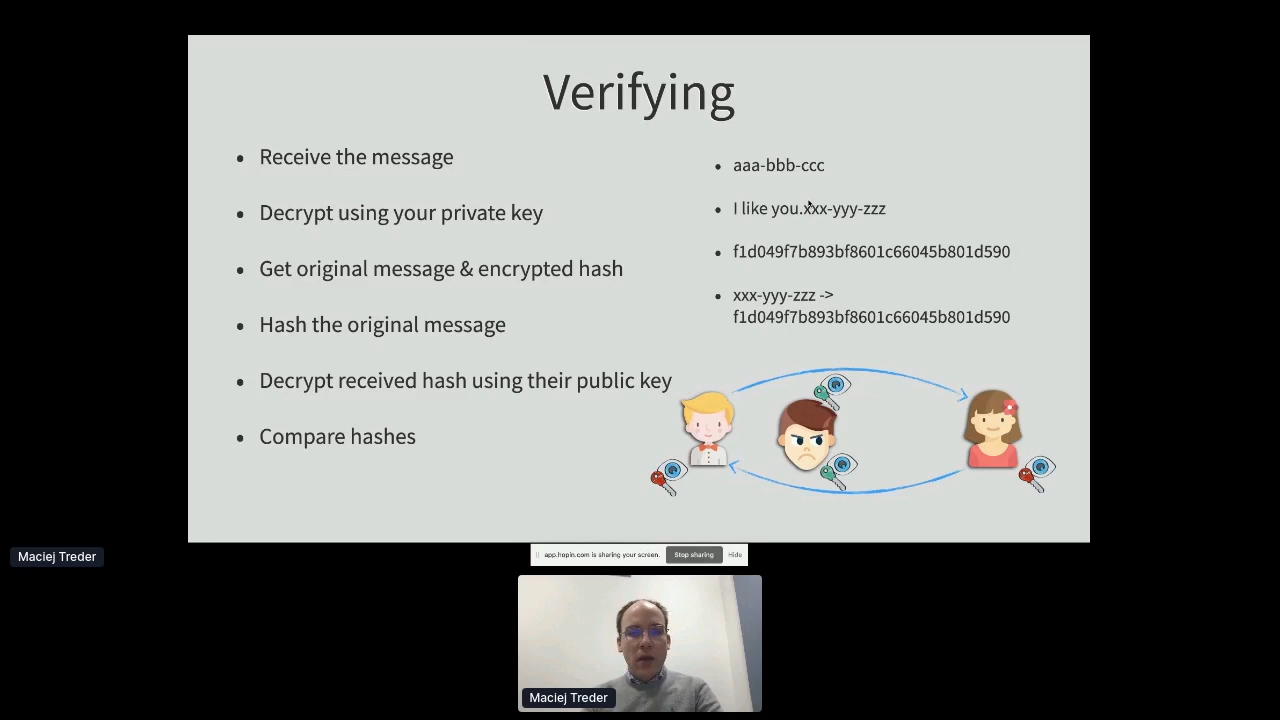 Verifying
Receive the message
Decrypt using your private key
Get original message & encrypted hash
Hash the original message
Decrypt received hash using their public key
Compare hashes
aaa-bbb-ccc
I like you.xxx-yyy-zzz
f1d049f7b893bf8601c66045b801d590
xxx-yyy-zzz ->
f1d049f7b893bf8601c66045b801d590
Maciej Treder
app.hopin.com is sharing your screen.
Stop sharing
Hide
Maciej Treder